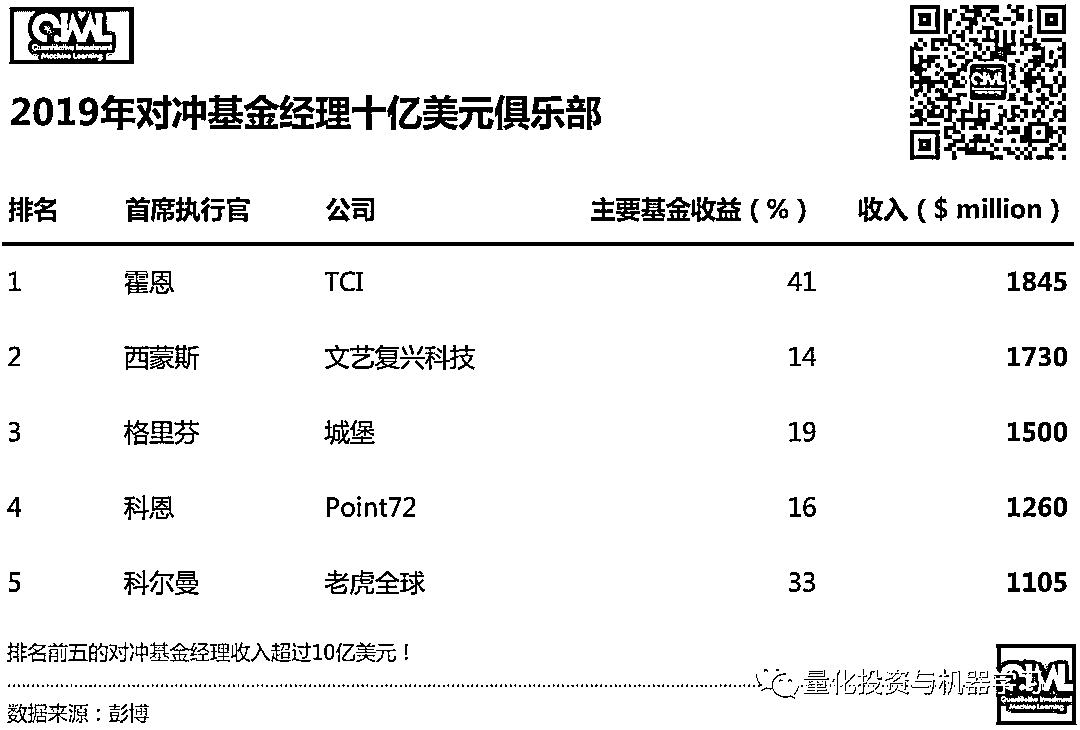 QIML
Quantitative Investment
Machine Learning
QIML
2019年对冲基金经理十亿美元俱乐部
排名 首席执行官 公司 主要基金收益（%） 收入（$ million）
1 霍恩 TCI 41 1845
2 西蒙斯 文艺复兴科技 14 1730
3 格里芬 城堡 19 1500
4 科恩 Point72 16 1260
5 科尔曼 老虎全球 33 1105
排名前五的对冲基金经理收入超过10亿美元！
量化投资与机器学习
QIML
Quantitative Investment
Machine Learning
数据来源：彭博